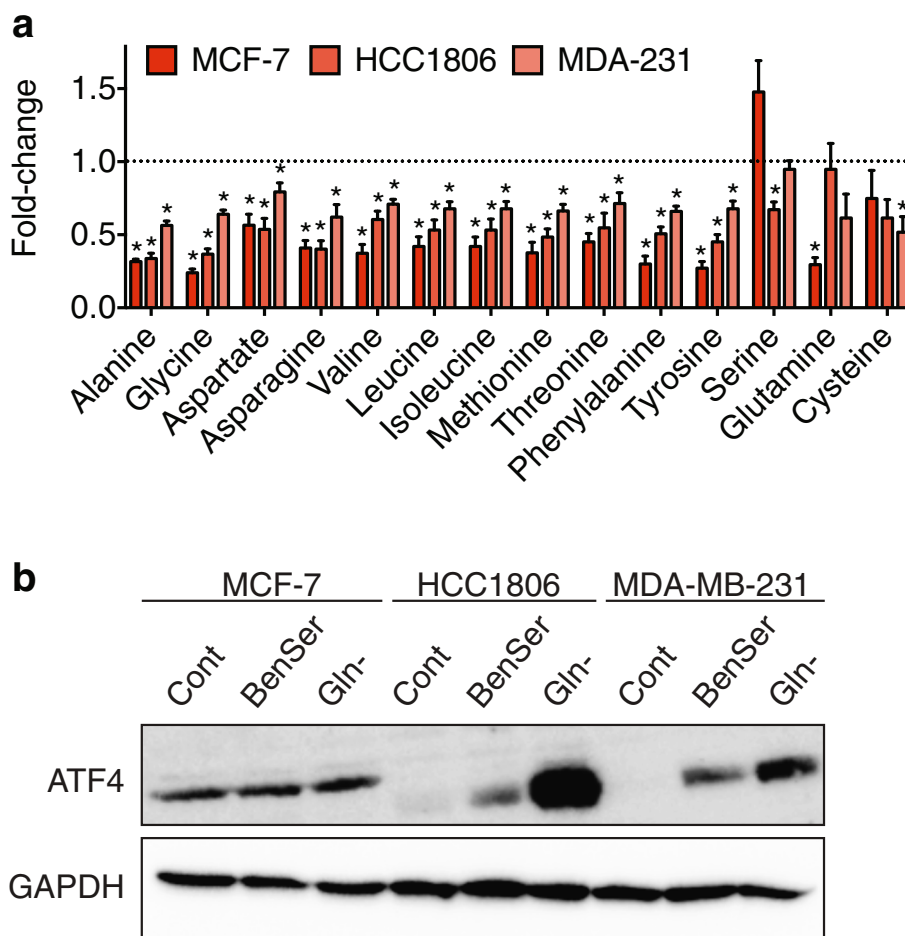 a
MCF-7 HCC1806 MDA-231
Fold-change
1.5
1.0
0.5
0.0
* * * * * * * * * * * * * * * * * * * * * * * * * * * * * * * * * * * *
Alanine
Glycine
Aspartate
Asparagine
Valine
Leucine
Isoleucine
Methionine
Threonine
Phenylalanine
Tyrosine
Serine
Glutamine
Cysteine
b
MCF-7 HCC1806 MDA-MB-231
Cont BenSer Gln- Cont BenSer Gln- Cont BenSer Gln-
ATF4
GAPDH